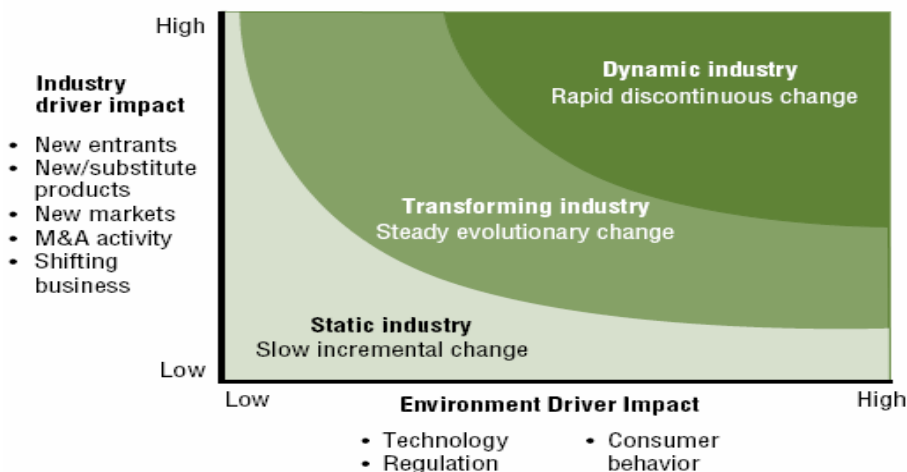 High
Industry
driver impact
• New entrants
• New/substitute
products
• New markets
• M&A activity
• Shifting
business
Low
Dynamic industry
Rapid discontinuous change
Transforming industry
Steady evolutionary change
Static industry
Slow incremental change
Low
Environment Driver Impact
High
• Technology
• Regulation
• Consumer
behavior